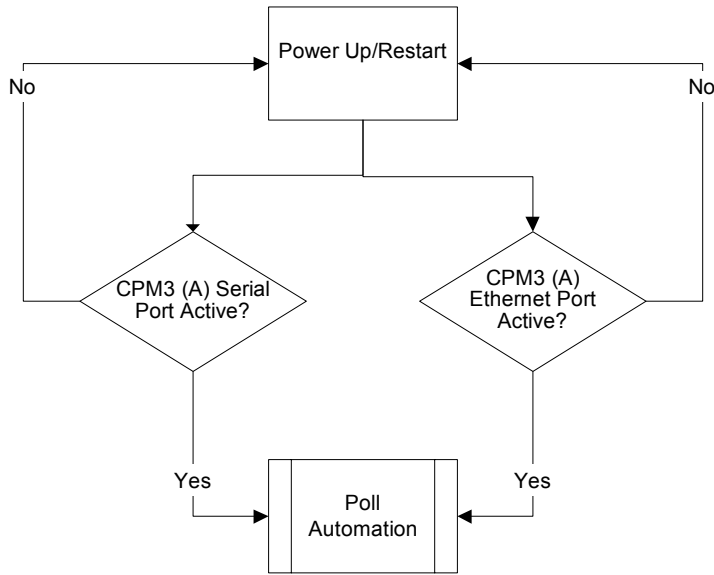 Power Up/Restart
No
No
CPM3 (A) Serial
Port Active?
CPM3 (A)
Ethernet Port
Active?
Yes
Yes
Poll
Automation